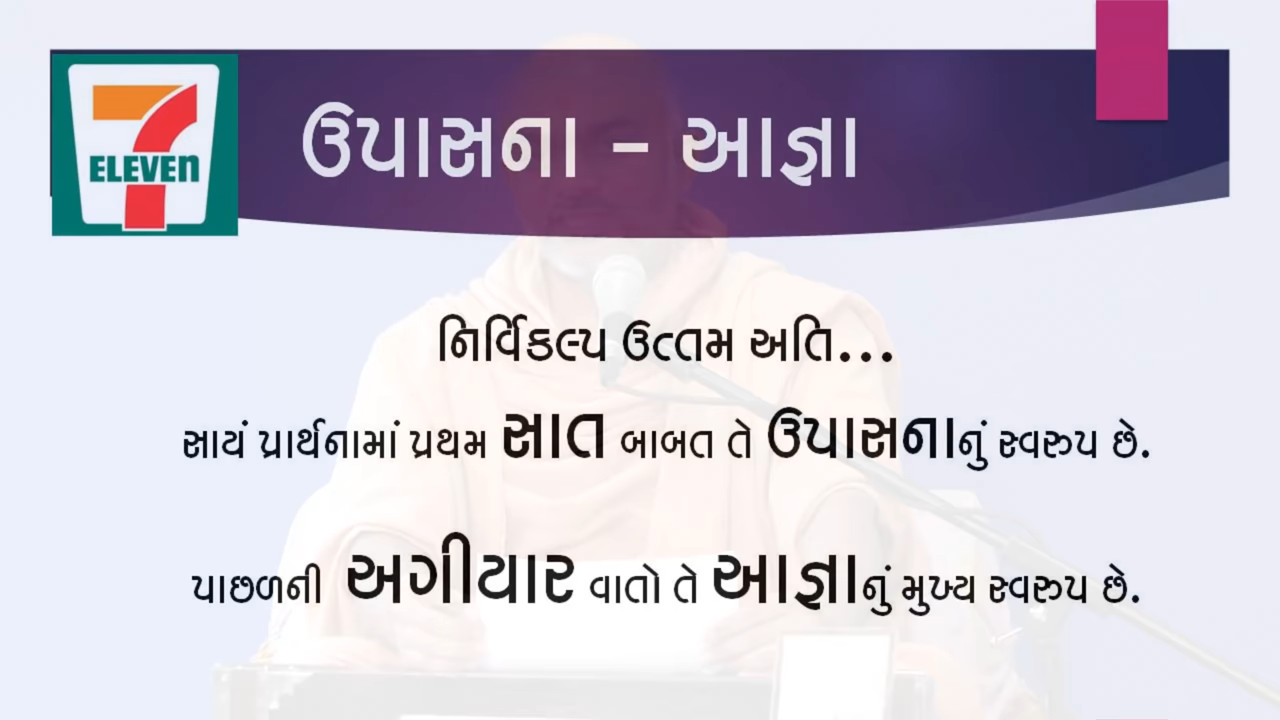 7
ELEVEn
ઉપાસના – આજ્ઞા
નિર્વિકલ્પ ઉત્તમ અતિ...
સાયં પ્રાર્થનામાં પ્રથમ સાત બાબત તે ઉપાસનાનું સ્વરુપ છે.
પાછળની અગીયાર વાતો તે આજ્ઞાનું મુખ્ય સ્વરુપ છે.